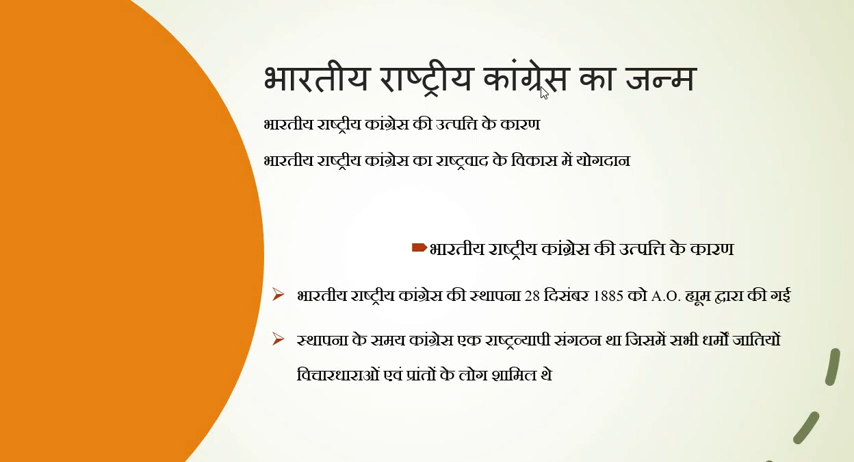 भारतीय राष्ट्रीय कांग्रेस का जन्म
भारतीय राष्ट्रीय कांग्रेस की उत्पत्ति के कारण
भारतीय राष्ट्रीय कांग्रेस का राष्ट्रवाद के विकास में योगदान
भारतीय राष्ट्रीय कांग्रेस की उत्पत्ति के कारण
भारतीय राष्ट्रीय कांग्रेस की स्थापना 28 दिसंबर 1885 को A.O. ह्यूम द्वारा की गई
स्थापना के समय कांग्रेस एक राष्ट्रव्यापी संगठन था जिसमें सभी धर्मों जातियों
विचारधाराओं एवं प्रांतों के लोग शामिल थे